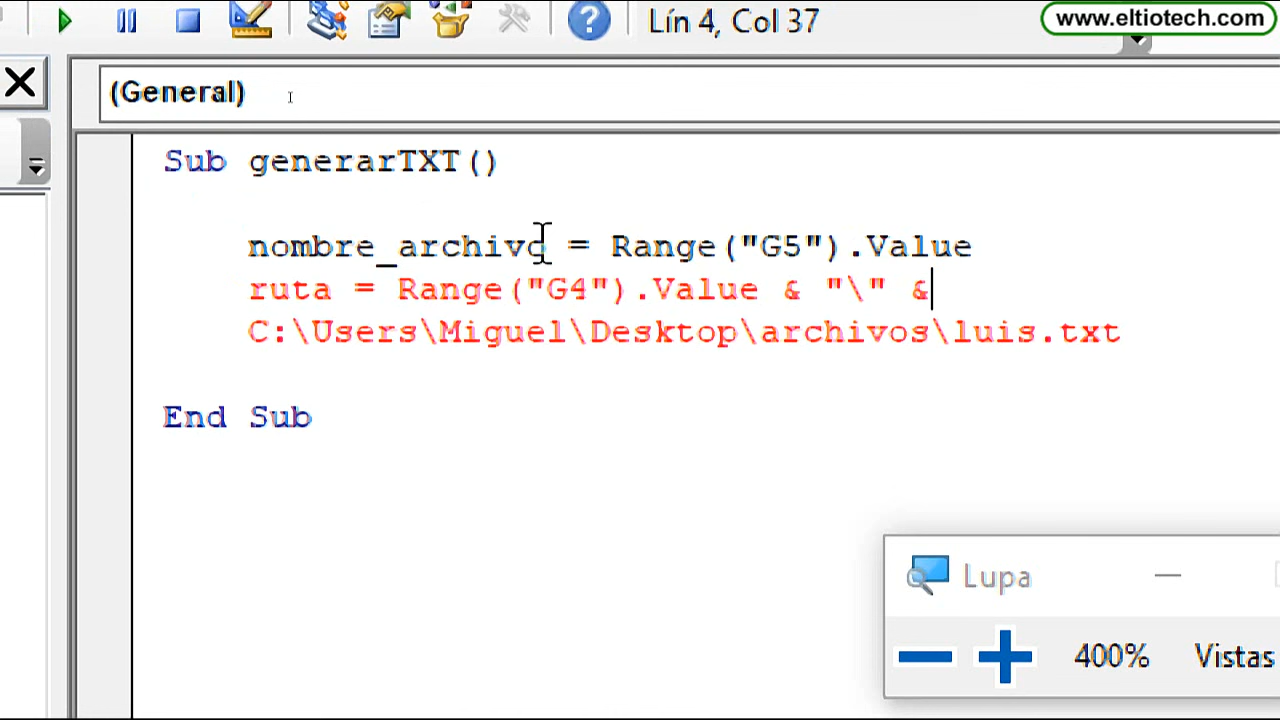 Lín 4, Col 37
www.eltiotech.com
(General)
Sub generarTXT()
nombre_archivo = Range("G5").Value
ruta = Range("G4").Value & "\" &
C:\Users\Miguel\Desktop\archivos\luis.txt
End Sub
Lupa
400%
Vistas